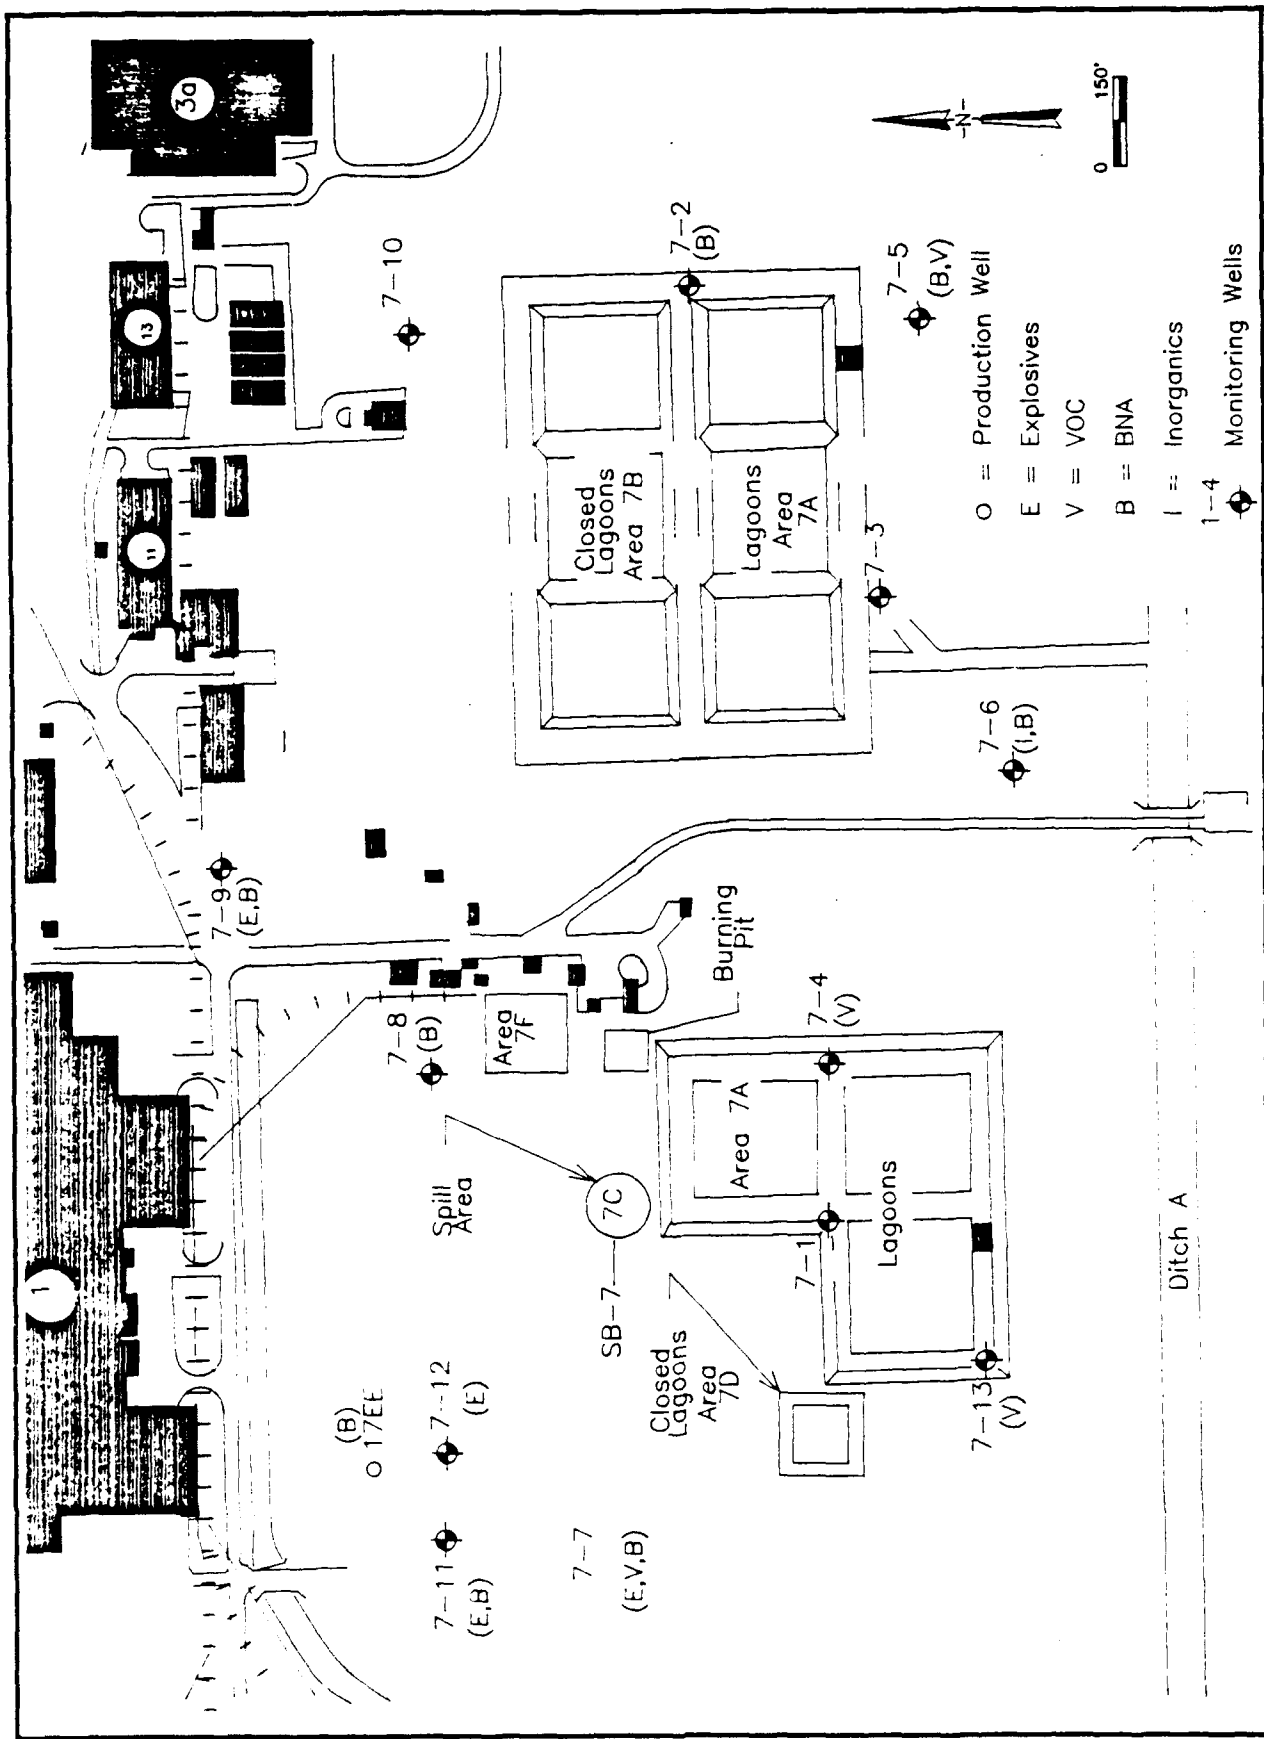 1
11
13
3a
7-9
(E,B)
7-10
(B)
O 17EE
7-11
(E,B)
7-12
(E)
7-8
(B)
Spill
Area
Area
7F
7-7
(E,V,B)
SB-7
7C
Burning
Pit
Closed
Lagoons
Area 7B
7-2
(B)
Closed
Lagoons
Area
7D
Area 7A
7-1
7-4
(V)
Lagoons
7-13
(V)
Lagoons
Area
7A
7-3
7-5
(B,V)
7-6
(I,B)
Ditch A
N
0 150'
O = Production Well
E = Explosives
V = VOC
B = BNA
I = Inorganics
1-4 Monitoring Wells